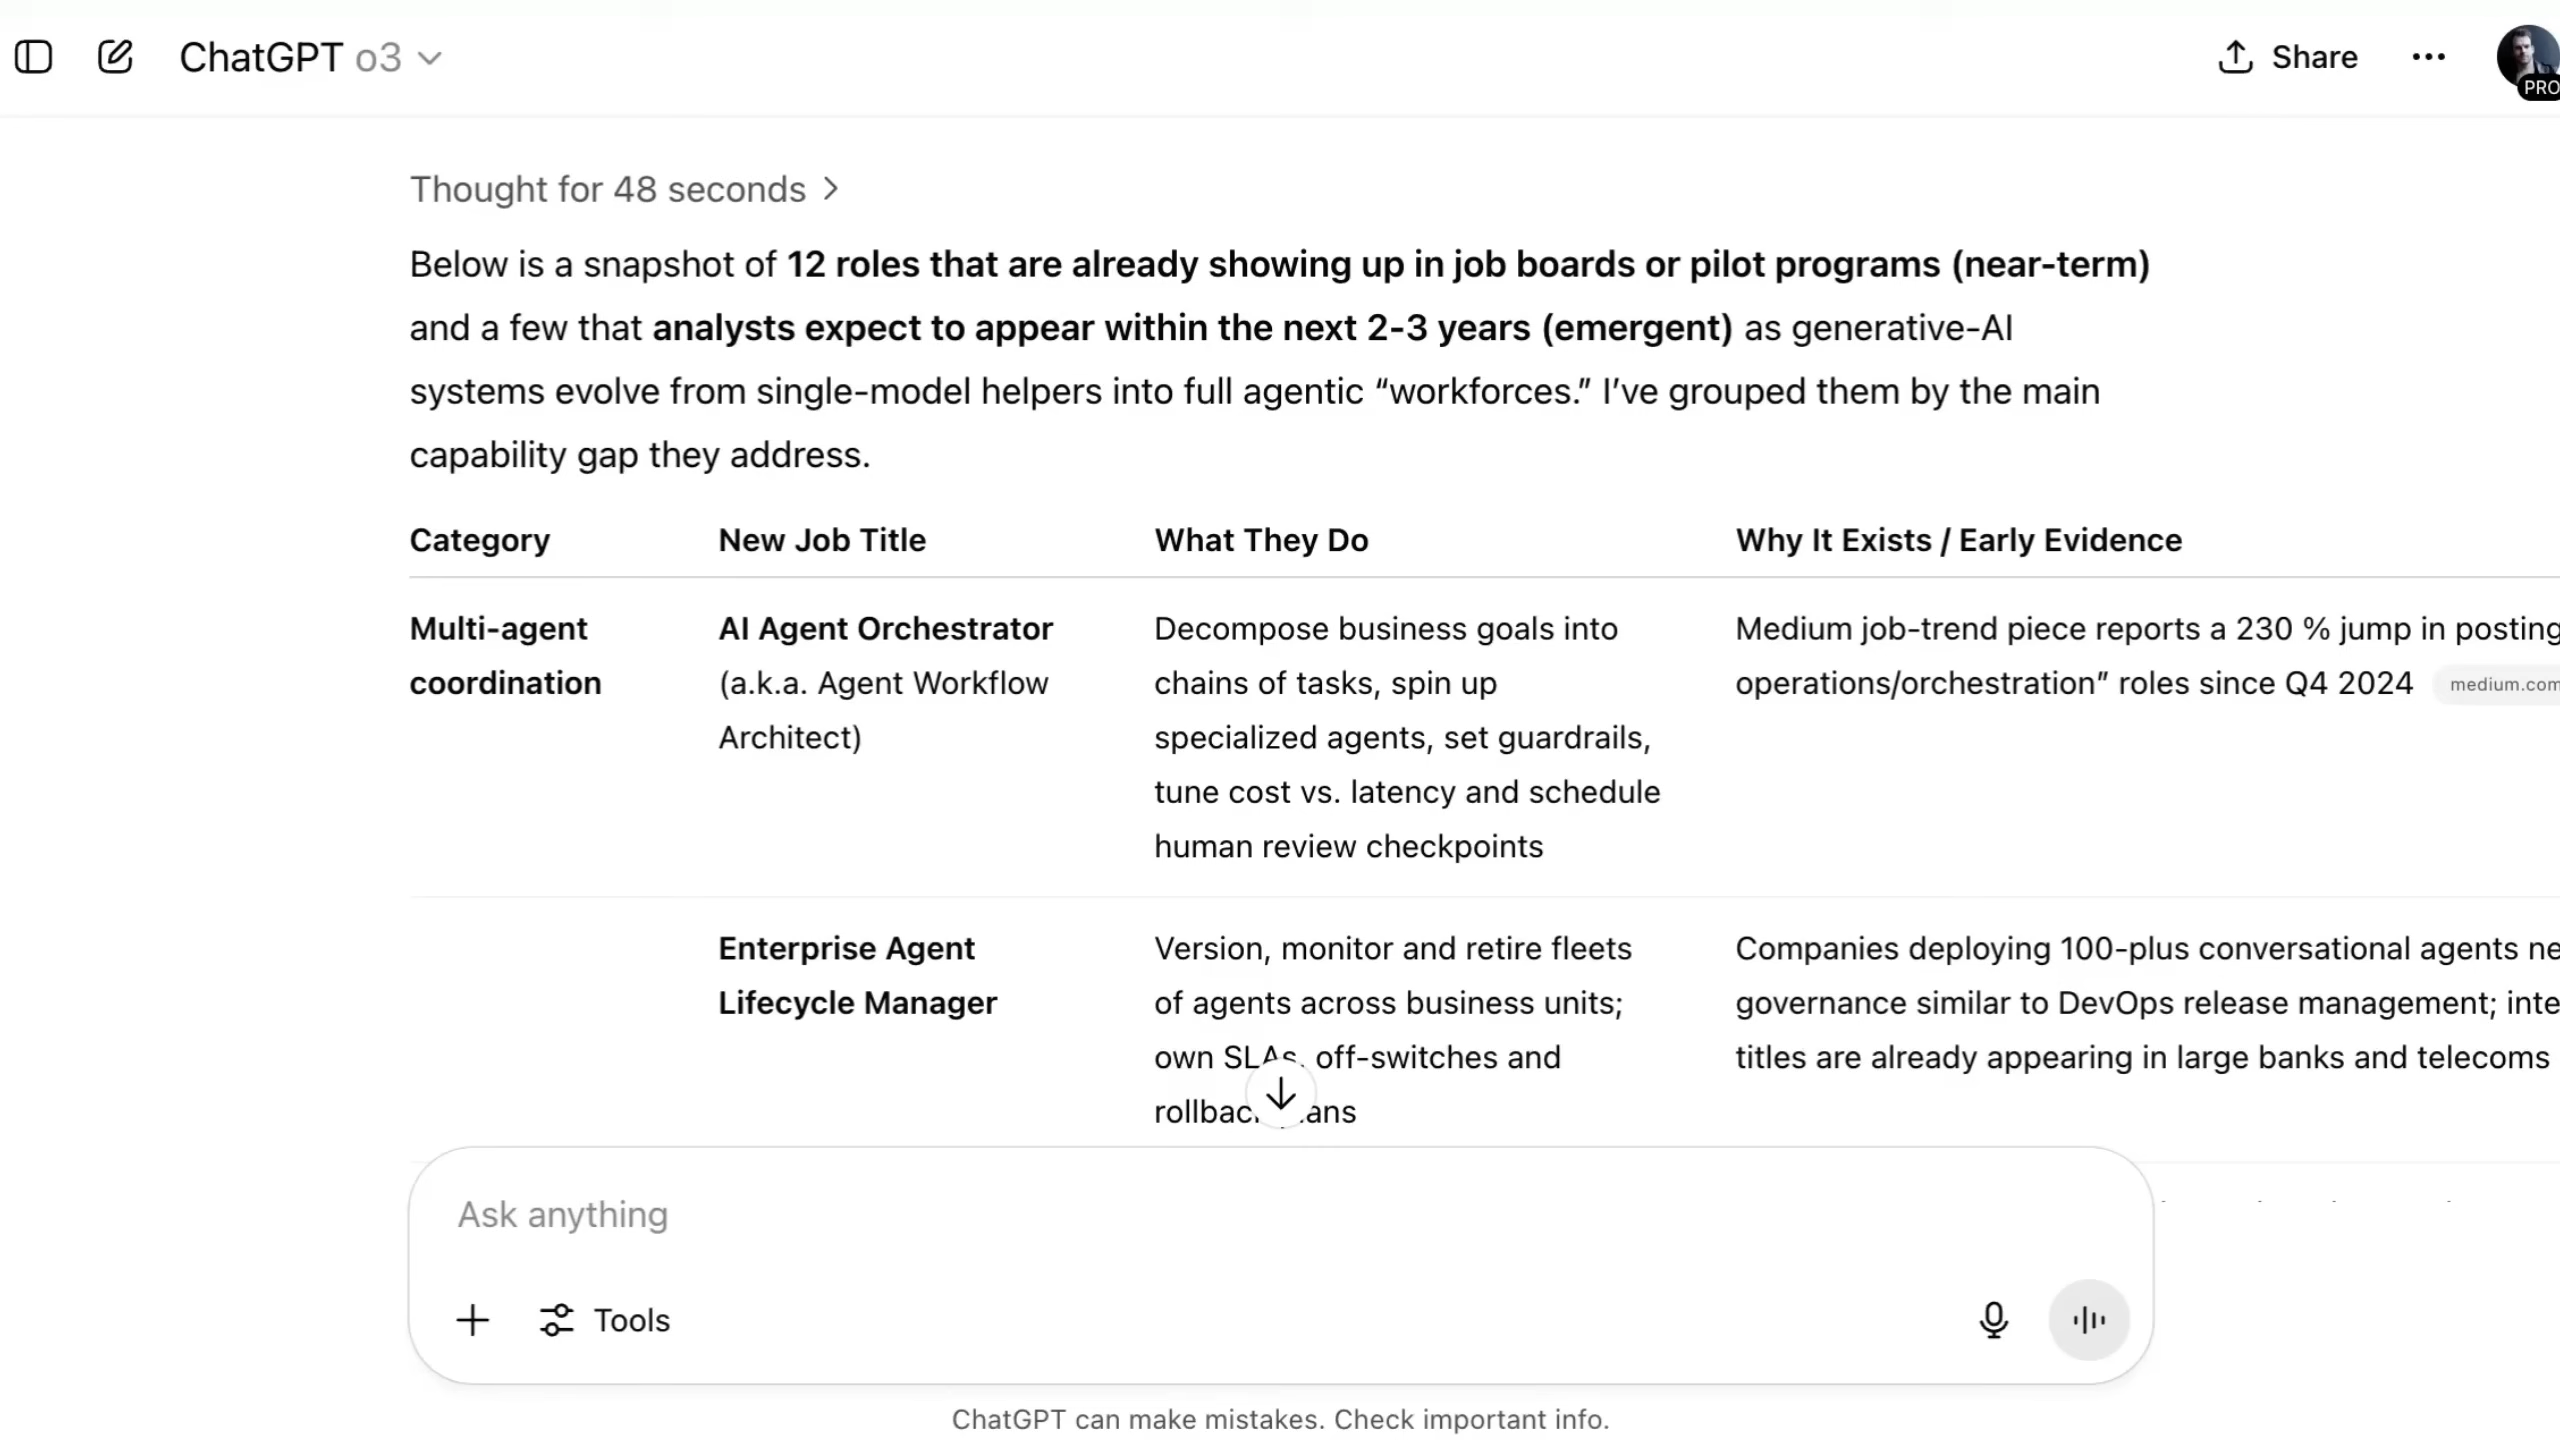 ChatGPT o3
Share
PRO
Thought for 48 seconds
Below is a snapshot of 12 roles that are already showing up in job boards or pilot programs (near-term)
and a few that analysts expect to appear within the next 2-3 years (emergent) as generative-AI
systems evolve from single-model helpers into full agentic “workforces.” I’ve grouped them by the main
capability gap they address.
Category New Job Title What They Do Why It Exists / Early Evidence
Multi-agent
coordination
AI Agent Orchestrator
(a.k.a. Agent Workflow
Architect)
Decompose business goals into
chains of tasks, spin up
specialized agents, set guardrails,
tune cost vs. latency and schedule
human review checkpoints
Medium job-trend piece reports a 230 % jump in posting
operations/orchestration” roles since Q4 2024 medium.com
Enterprise Agent
Lifecycle Manager
Version, monitor and retire fleets
of agents across business units;
own SLAs, off-switches and
Companies deploying 100-plus conversational agents
governance similar to DevOps release management;
titles are already appearing in large banks and telecoms
Ask anything
Tools
ChatGPT can make mistakes. Check important info.